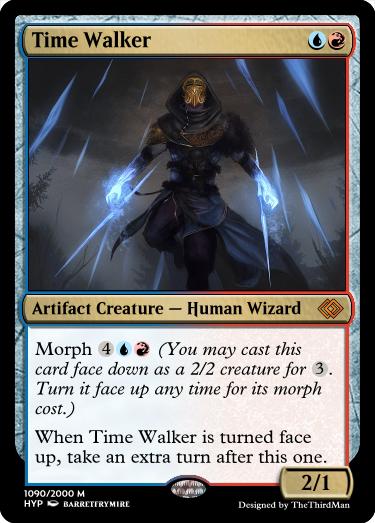 Time Walker
Artifact Creature — Human Wizard
Morph 4 (You may cast this
card face down as a 2/2 creature for 3.
Turn it face up any time for its morph
cost.)
When Time Walker is turned face
up, take an extra turn after this one.
2/1
1090/2000 M
HYP BARRETFRYMIRE
Designed by TheThirdMan